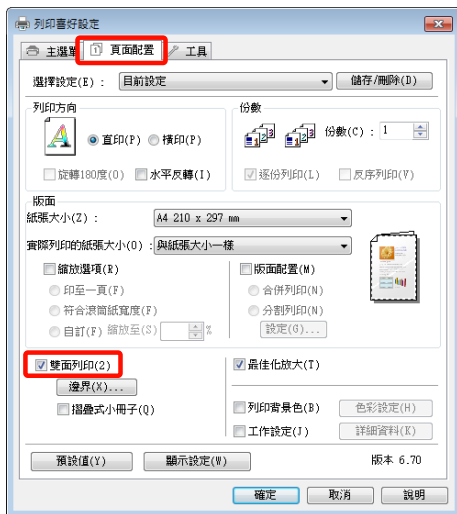 列印喜好設定
主選單 頁面配置 工具
選擇設定(E) : 目前設定 儲存/刪除(D)
列印方向 份數
直印(P) 橫印(P) 份數(C) : 1
旋轉180度(O) 水平反轉(I) 逐份列印(L) 反序列印(V)
版面
紙張大小(Z) : A4 210 x 297 mm
實際列印的紙張大小(O) : 與紙張大小一樣
縮放選項(R) 版面配置(M)
印至一頁(F) 合併列印(N)
符合滾筒紙寬度(F) 分割列印(N)
自訂(F) 縮放至(S) % 設定(G)...
雙面列印(2) 最佳化放大(T)
邊界(X)...
摺疊式小冊子(Q) 列印背景色(B) 色彩設定(H)
工作設定(J) 詳細資料(K)
預設值(Y) 顯示設定(W) 版本 6.70
確定 取消 說明